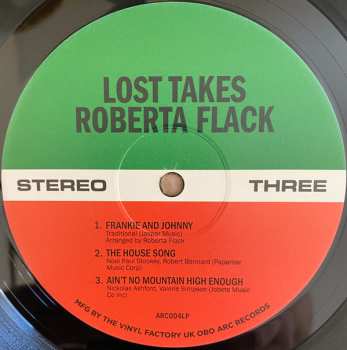 LOST TAKES
ROBERTA FLACK
STEREO THREE
1. FRANKIE AND JOHNNY
Traditional (Jaszer Music)
Arranged by Roberta Flack
2. THE HOUSE SONG
Noel Paul Stookey, Robert Bannard (Pepamar
Music Corp)
3. AIN'T NO MOUNTAIN HIGH ENOUGH
Nickolas Ashford, Valerie Simpson (Jobete Music
Co Inc)
ARC004LP
MFG BY THE VINYL FACTORY UK OBO ARC RECORDS